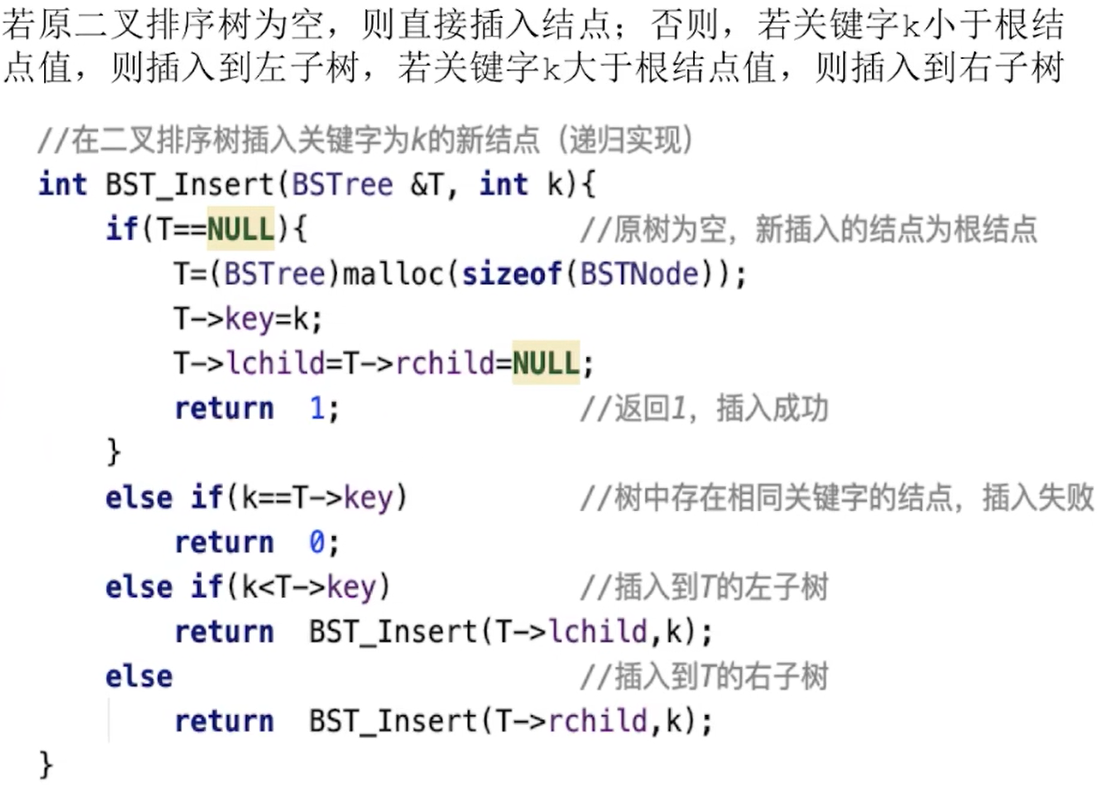 若原二叉排序树为空，则直接插入结点；否则，若关键字k小于根结
点值，则插入到左子树，若关键字k大于根结点值，则插入到右子树
//在二叉排序树插入关键字为k的新结点（递归实现）
int BST_Insert(BSTree &T, int k){
    if(T==NULL){                //原树为空，新插入的结点为根结点
        T=(BSTree)malloc(sizeof(BSTNode));
        T->key=k;
        T->lchild=T->rchild=NULL;
        return  1;              //返回1，插入成功
    }
    else if(k==T->key)          //树中存在相同关键字的结点，插入失败
        return  0;
    else if(k<T->key)           //插入到T的左子树
        return  BST_Insert(T->lchild,k);
    else                        //插入到T的右子树
        return  BST_Insert(T->rchild,k);
}